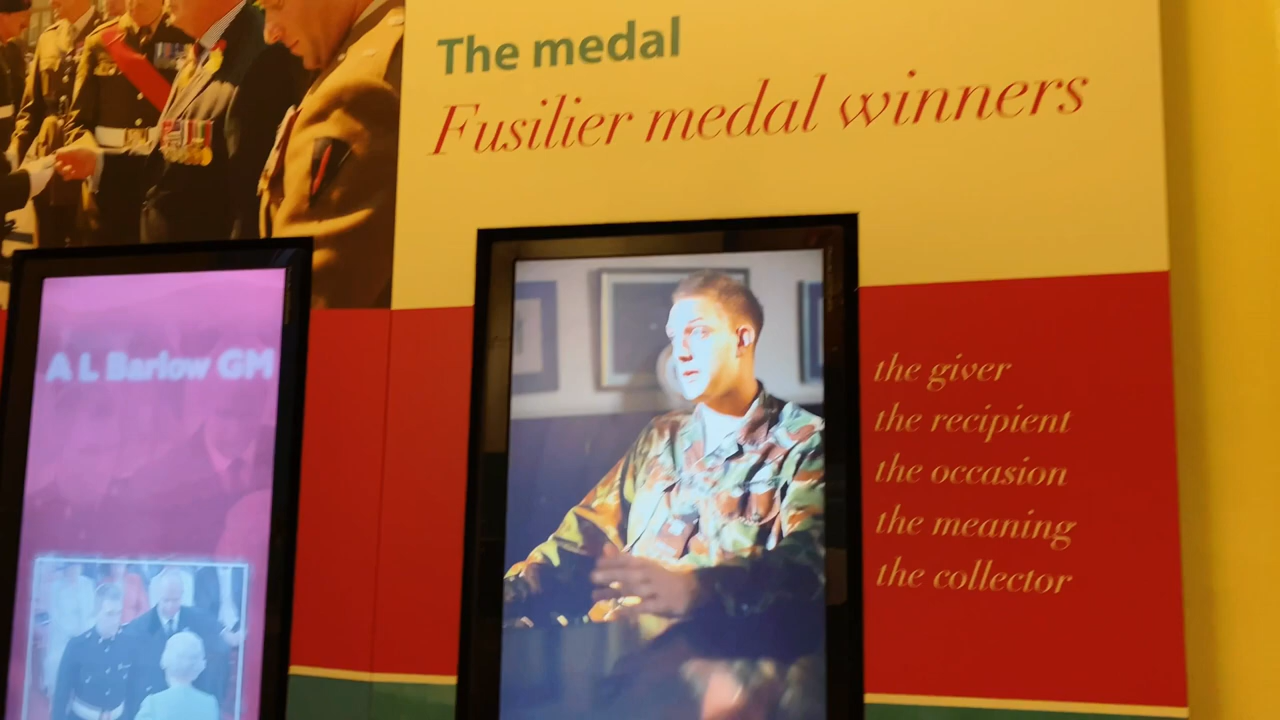 The medal
Fusilier medal winners
A L Barlow GM
the giver
the recipient
the occasion
the meaning
the collector